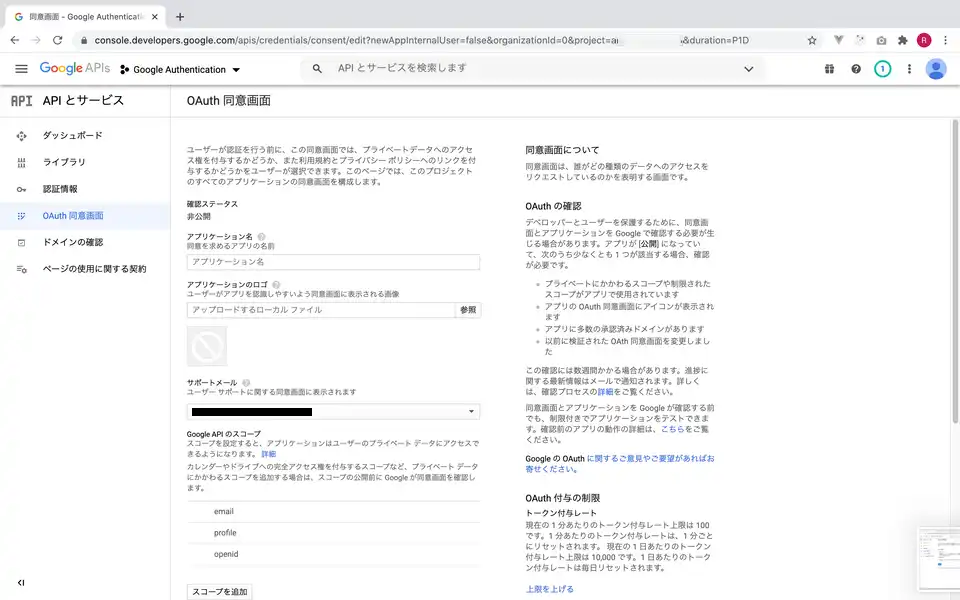 同意画面 - Google Authenticati
console.developers.google.com/apis/credentials/consent/edit?newAppInternalUser=false&organizationId=0&project=a
&duration=P1D
R
Google APIs
Google Authentication
API とサービスを検索します
1
API API とサービス
ダッシュボード
ライブラリ
認証情報
OAuth 同意画面
ドメインの確認
ページの使用に関する契約
OAuth 同意画面
ユーザーが認証を行う前に、この同意画面では、プライベートデータへのアクセ
ス権を付与するかどうか、また利用規約とプライバシー ポリシーへのリンクを付
与するかどうかをユーザーが選択できます。このページでは、このプロジェクト
のすべてのアプリケーションの同意画面を構成します。
確認ステータス
非公開
アプリケーション名 ?
同意を求めるアプリの名前
アプリケーション名
アプリケーションのロゴ ?
ユーザーがアプリを認識しやすいよう同意画面に表示される画像
アップロードするローカル ファイル
参照
サポートメール ?
ユーザー サポートに関する同意画面に表示されます
Google API のスコープ
スコープを設定すると、アプリケーションはユーザーのプライベート データにアクセスで
きるようになります。 詳細
カレンダーやドライブへの完全アクセス権を付与するスコープなど、プライベート データ
にかかわるスコープを追加する場合は、スコープの公開前に Google が同意画面を確認し
ます。
email
profile
openid
スコープを追加
同意画面について
同意画面は、誰がどの種類のデータへのアクセスを
リクエストしているのかを表明する画面です。
OAuth の確認
デベロッパーとユーザーを保護するために、同意画
面とアプリケーションを Google で確認する必要が生
じる場合があります。アプリが [公開] になってい
て、次のうち少なくとも 1 つが該当する場合、確認
が必要です。
プライベートにかかわるスコープや制限された
スコープがアプリで使用されています
アプリの OAuth 同意画面にアイコンが表示され
ます
アプリに多数の承認済みドメインがあります
以前に検証された OAth 同意画面を変更しまし
た
この確認には数週間かかる場合があります。進捗に
関する最新情報はメールで通知されます。詳しく
は、確認プロセスの詳細をご覧ください。
同意画面とアプリケーションを Google が確認する前
でも、制限付きでアプリケーションをテストできま
す。確認前のアプリの動作の詳細は、こちらをご覧
ください。
Google の OAuth に関するご意見やご要望があればお
寄せください。
OAuth 付与の制限
トークン付与レート
現在の 1 分あたりのトークン付与レート上限は 100
です。1 分あたりのトークン付与レートは、1 分ごと
にリセットされます。 現在の 1 日あたりのトークン
付与レート上限は 10,000 です。1 日あたりのトーク
ン付与レートは毎日リセットされます。
上限を上げる